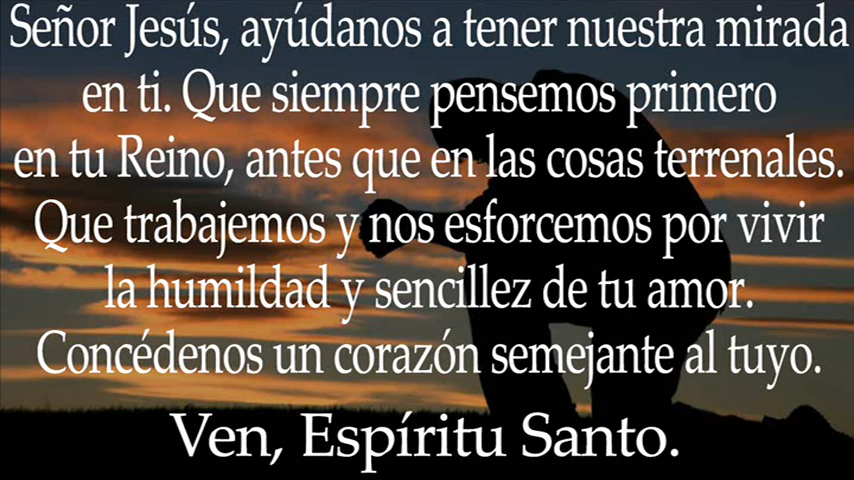 Señor Jesús, ayúdanos a tener nuestra mirada
en ti. Que siempre pensemos primero
en tu Reino, antes que en las cosas terrenales.
Que trabajemos y nos esforcemos por vivir
la humildad y sencillez de tu amor.
Concédenos un corazón semejante al tuyo.
Ven, Espíritu Santo.